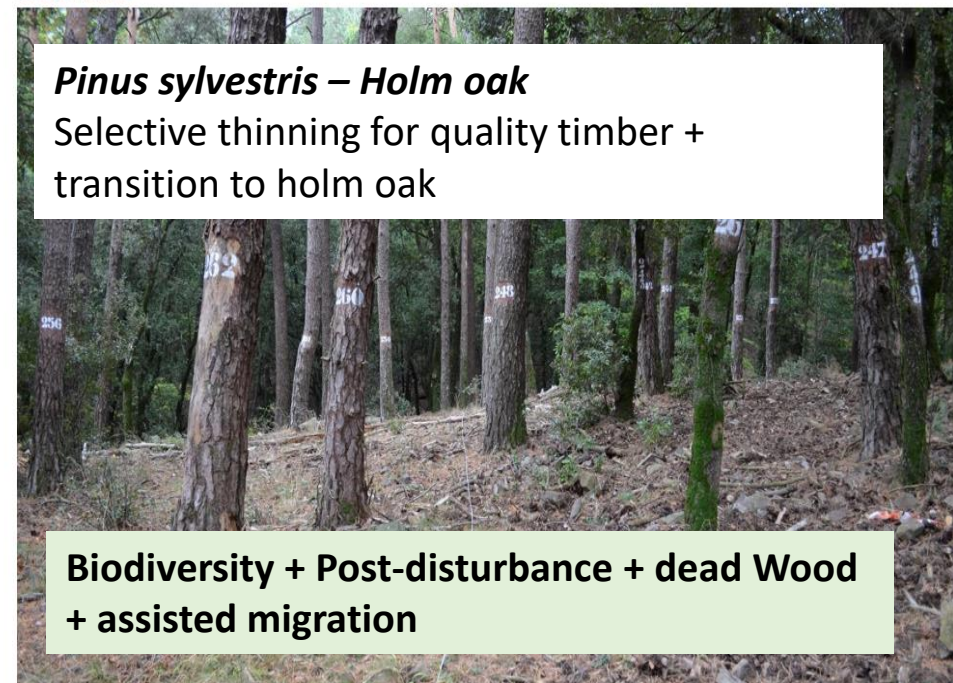 Pinus sylvestris – Holm oak
Selective thinning for quality timber +
transition to holm oak
262
260
248
247
256
Biodiversity + Post-disturbance + dead Wood
+ assisted migration